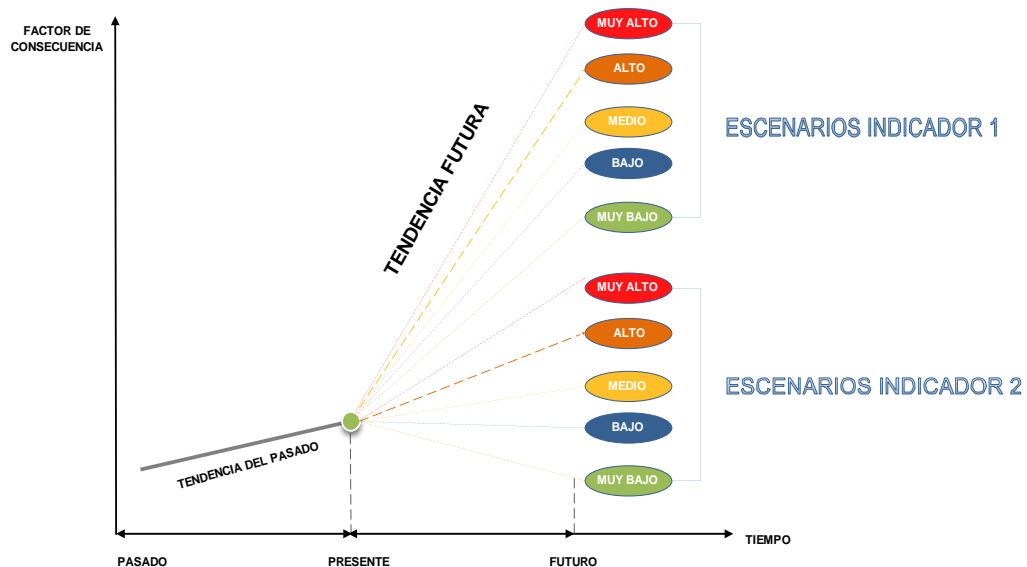 FACTOR DE
CONSECUENCIA
MUY ALTO
ALTO
MEDIO
BAJO
MUY BAJO
ESCENARIOS INDICADOR 1
TENDENCIA FUTURA
MUY ALTO
ALTO
MEDIO
BAJO
MUY BAJO
ESCENARIOS INDICADOR 2
TENDENCIA DEL PASADO
TIEMPO
PASADO
PRESENTE
FUTURO